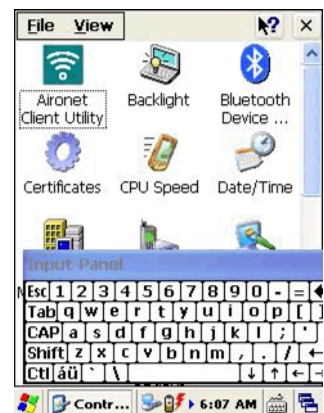 File View ? ×
Aironet Client Utility
Backlight
Bluetooth Device ...
Certificates
CPU Speed
Date/Time
Input Panel
Esc 1 2 3 4 5 6 7 8 9 0 - =
Tab q w e r t y u i o p [ ]
CAP a s d f g h j k l ; '
Shift z x c v b n m , . /
Ctl áü ` \
Contr... 6:07 AM